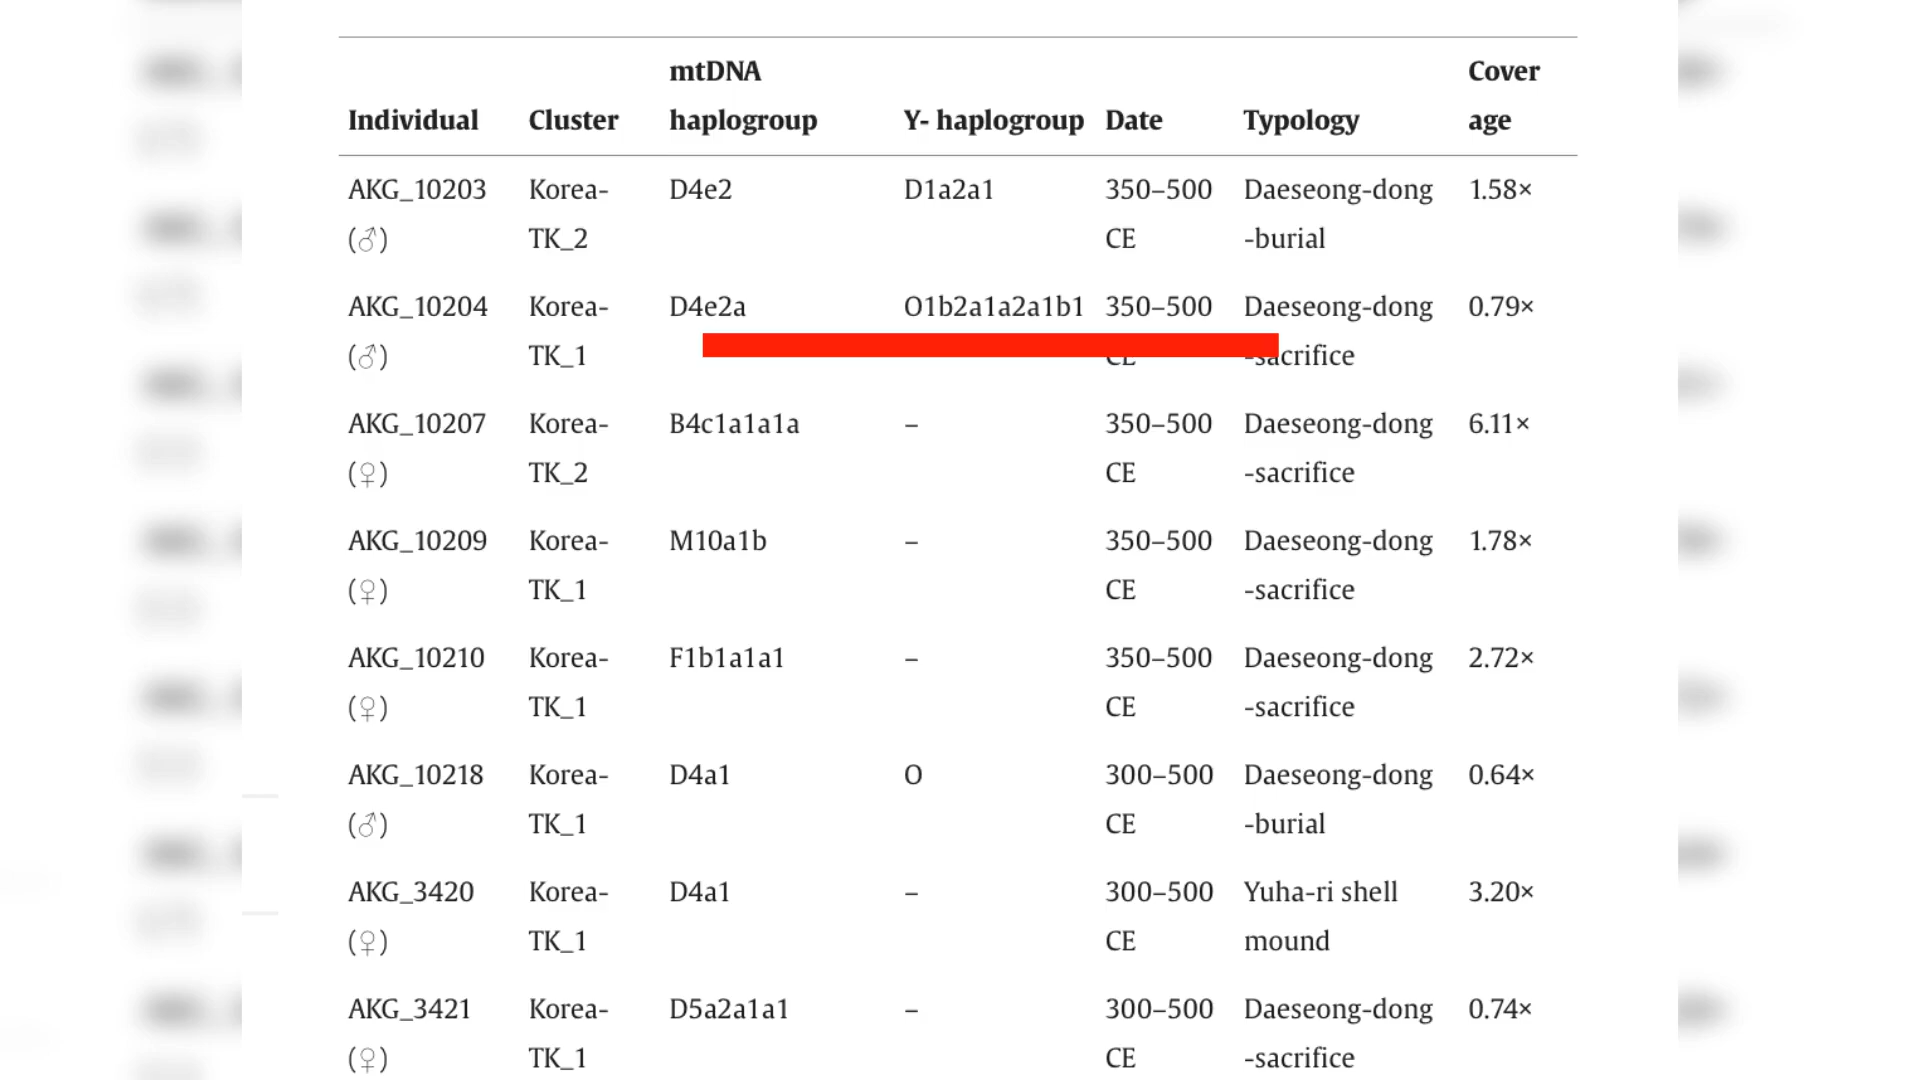 mtDNA Cover
Individual Cluster haplogroup Y- haplogroup Date Typology age
AKG_10203 Korea- D4e2 D1a2a1 350–500 Daeseong-dong 1.58×
(♂) TK_2 CE -burial
AKG_10204 Korea- D4e2a O1b2a1a2a1b1 350–500 Daeseong-dong 0.79×
(♂) TK_1 CE -sacrifice
AKG_10207 Korea- B4c1a1a1a – 350–500 Daeseong-dong 6.11×
(♀) TK_2 CE -sacrifice
AKG_10209 Korea- M10a1b – 350–500 Daeseong-dong 1.78×
(♀) TK_1 CE -sacrifice
AKG_10210 Korea- F1b1a1a1 – 350–500 Daeseong-dong 2.72×
(♀) TK_1 CE -sacrifice
AKG_10218 Korea- D4a1 O 300–500 Daeseong-dong 0.64×
(♂) TK_1 CE -burial
AKG_3420 Korea- D4a1 – 300–500 Yuha-ri shell 3.20×
(♀) TK_1 CE mound
AKG_3421 Korea- D5a2a1a1 – 300–500 Daeseong-dong 0.74×
(♀) TK_1 CE -sacrifice